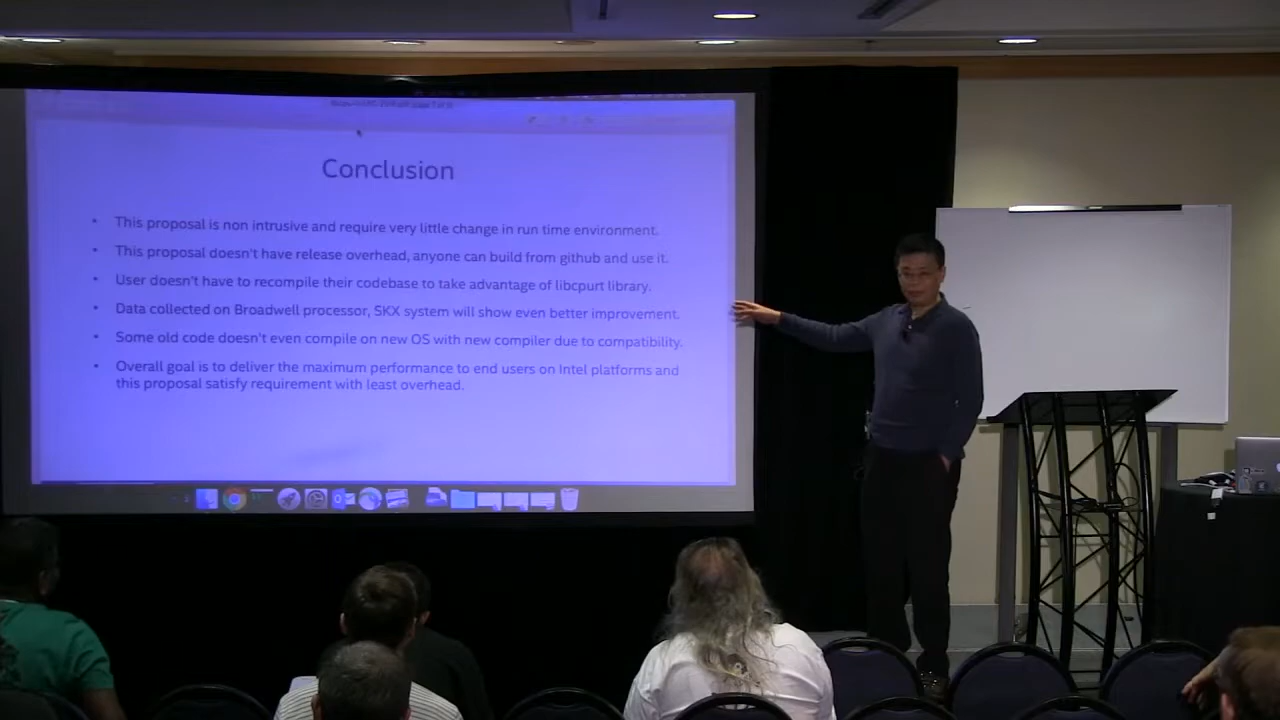 Conclusion
• This proposal is non intrusive and require very little change in run time environment.
• This proposal doesn't have release overhead, anyone can build from github and use it.
• User doesn't have to recompile their codebase to take advantage of libcpurt library.
• Data collected on Broadwell processor, SKX system will show even better improvement.
• Some old code doesn't even compile on new OS with new compiler due to compatibility.
• Overall goal is to deliver the maximum performance to end users on Intel platforms and
this proposal satisfy requirement with least overhead.